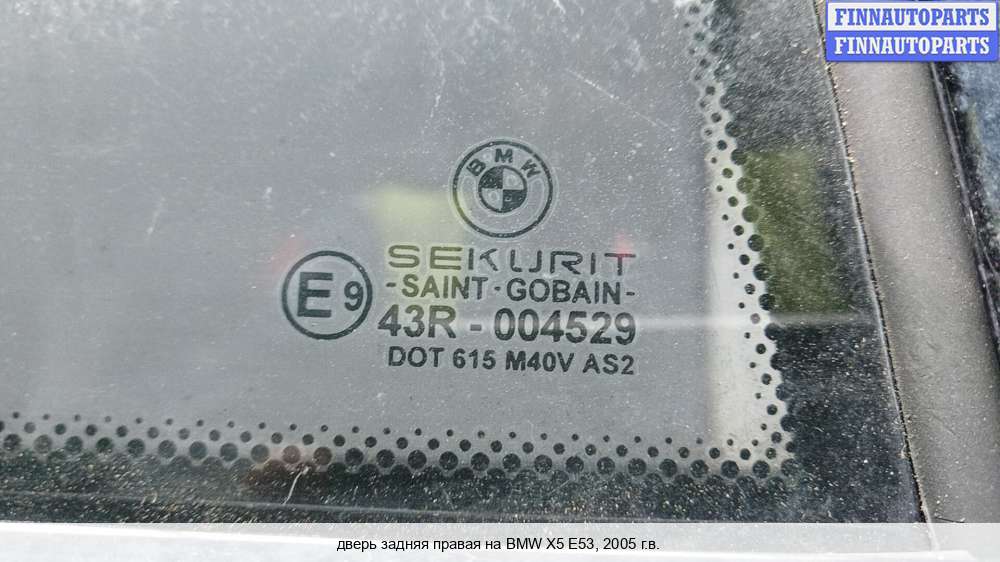 FINNAUTOPARTS
FINNAUTOPARTS
BMW
SEKURIT
-SAINT-GOBAIN-
E9
43R-004529
DOT 615 M40V AS2
дверь задняя правая на BMW X5 E53, 2005 г.в.